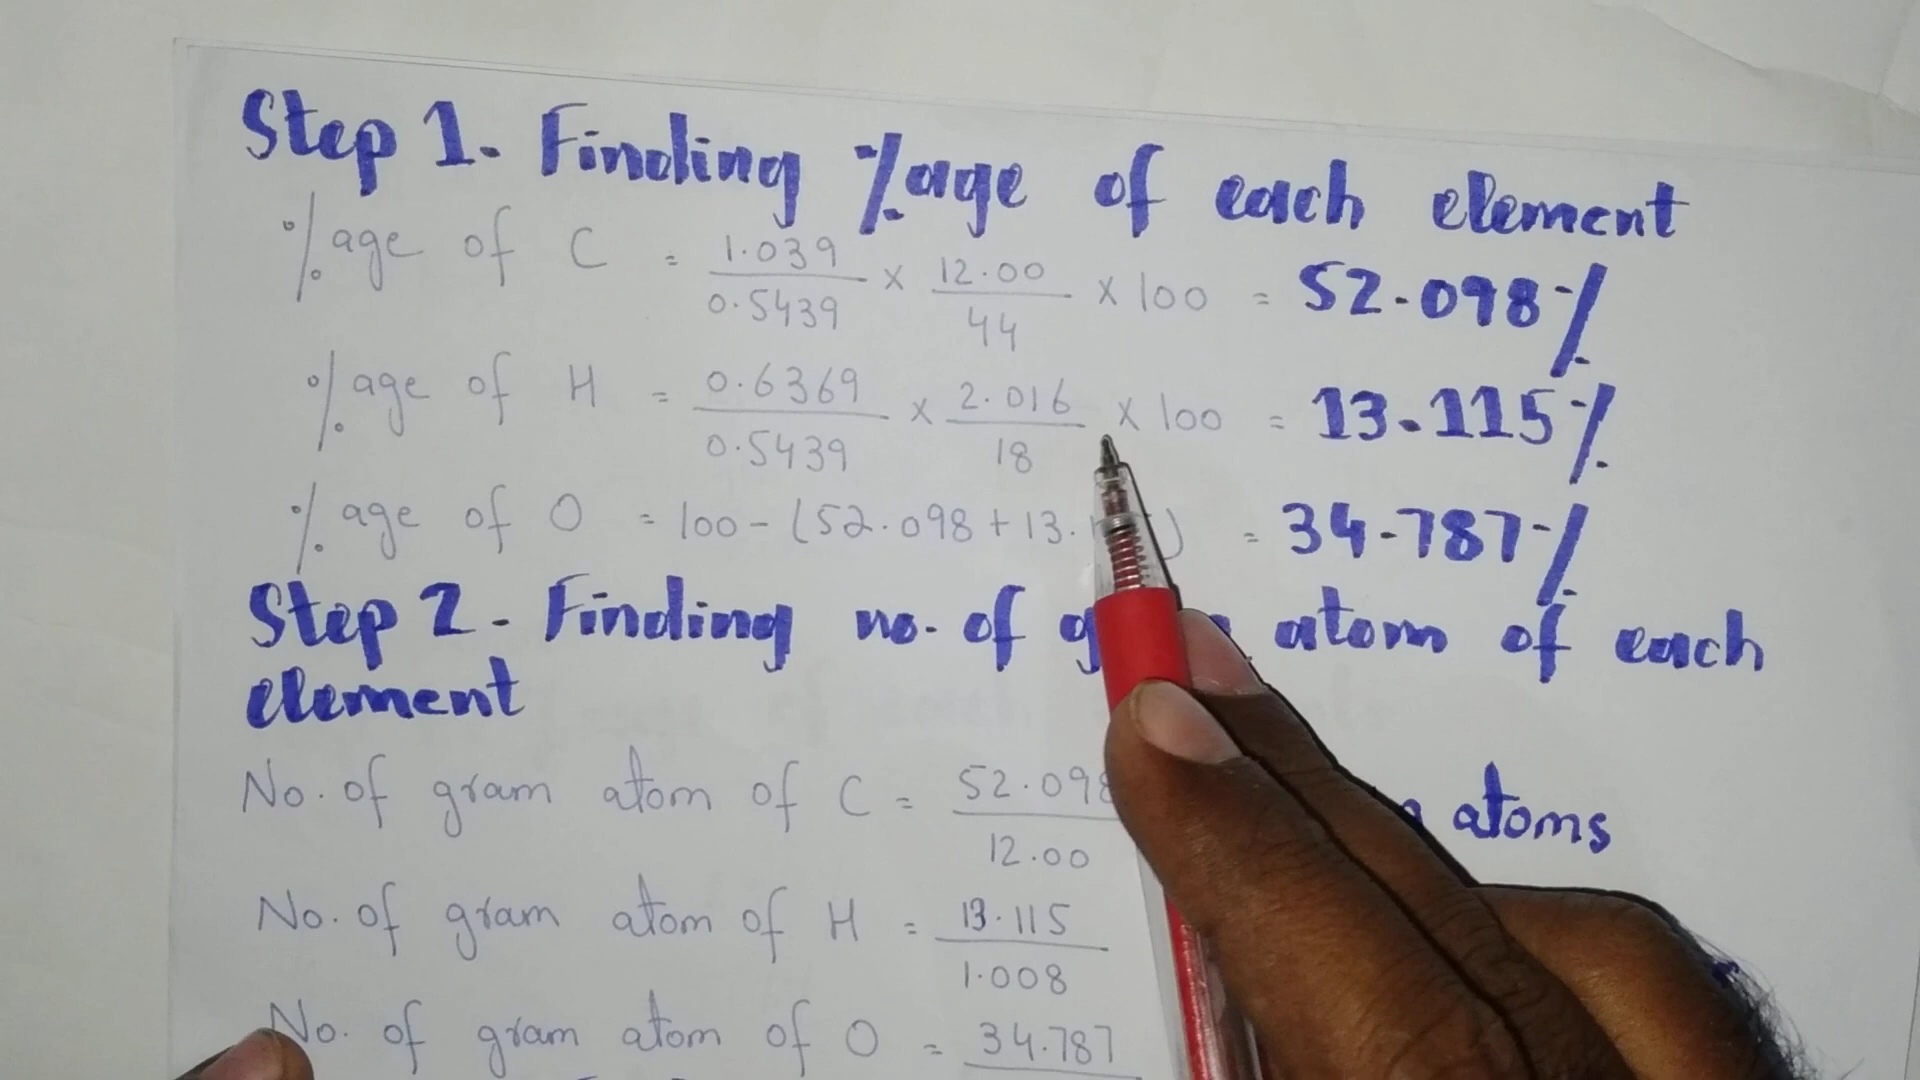 Step 1. Finding %age of each element
%age of C = 1.039/0.5439 × 12.00/44 × 100 = 52.098%
%age of H = 0.6369/0.5439 × 2.016/18 × 100 = 13.115%
%age of O = 100 - (52.098 + 13. ) = 34.787%
Step 2. Finding no. of atom of each
element
No. of gram atom of C = 52.098/12.00 atoms
No. of gram atom of H = 13.115/1.008
No. of gram atom of O = 34.787